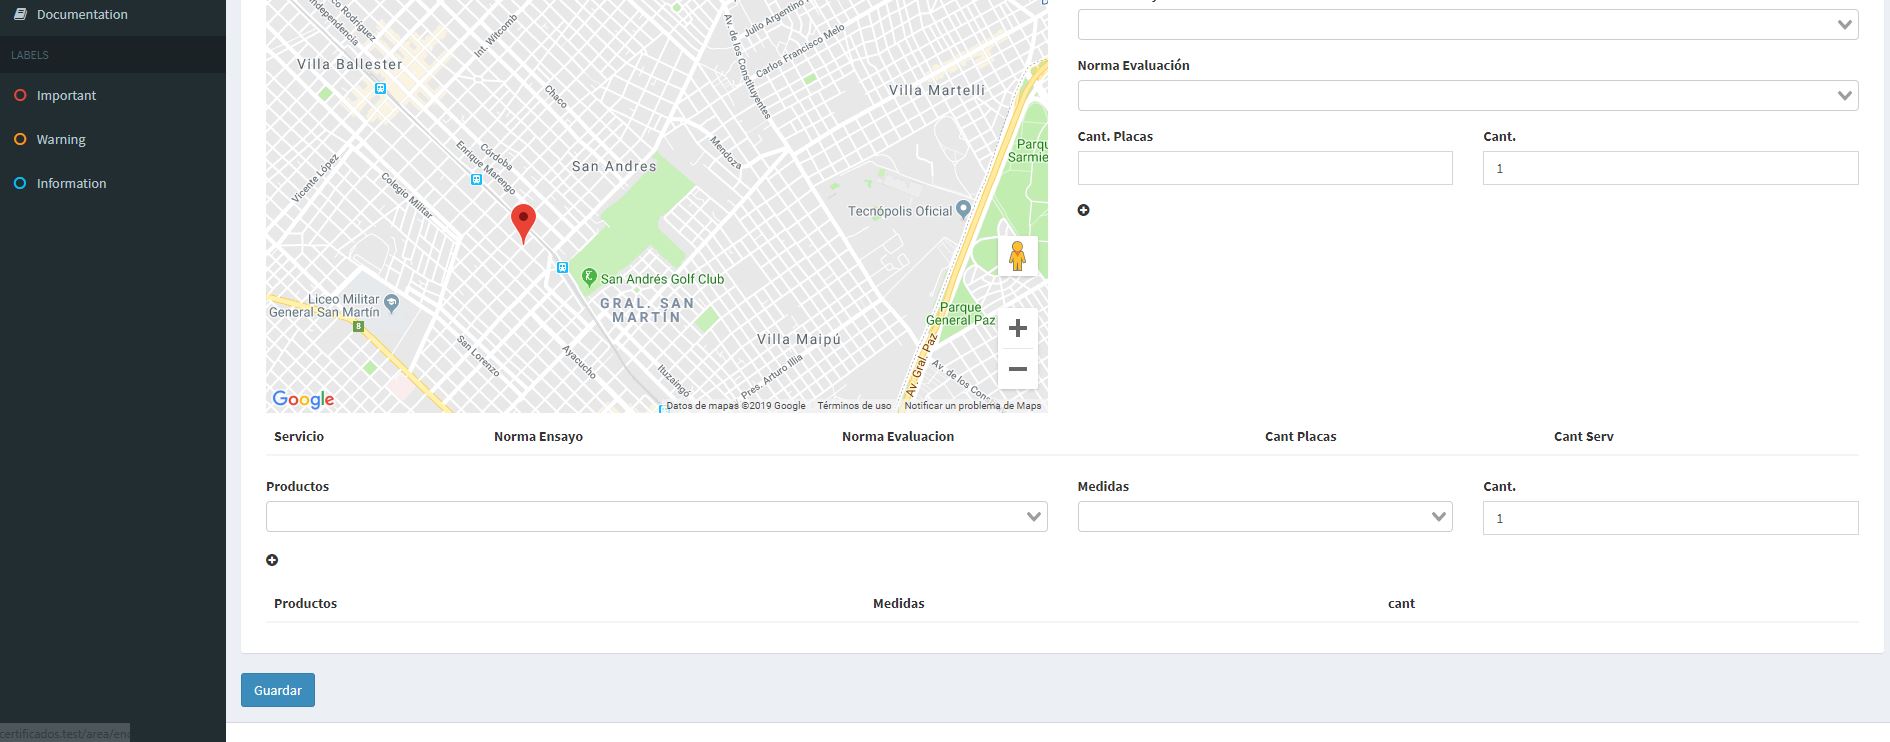 Documentation
LABELS
Important
Warning
Information
Rodríguez
Independencia
Int. Witcomb
Villa Ballester
Chaco
Av. de los Constituyentes
Julio Argentino
Carlos Francisco Melo
Villa Martelli
Vicente López
Córdoba
Enrique Marengo
Colegio Militar
San Andres
Mendoza
Parqu
Sarmie
Tecnópolis Oficial
San Andrés Golf Club
GRAL. SAN
MARTÍN
Liceo Militar
General San Martín
8
Parque
General Paz
San Lorenzo
Ayacucho
Ituzaingó
Villa Maipú
Pres. Arturo Illia
Av. Gral. Paz
Av. de los Cons
Google
Datos de mapas ©2019 Google Términos de uso Notificar un problema de Maps
Norma Evaluación
Cant. Placas Cant.
1
Servicio Norma Ensayo Norma Evaluacion Cant Placas Cant Serv
Productos Medidas Cant.
1
Productos Medidas cant
Guardar
certificados.test/area/en